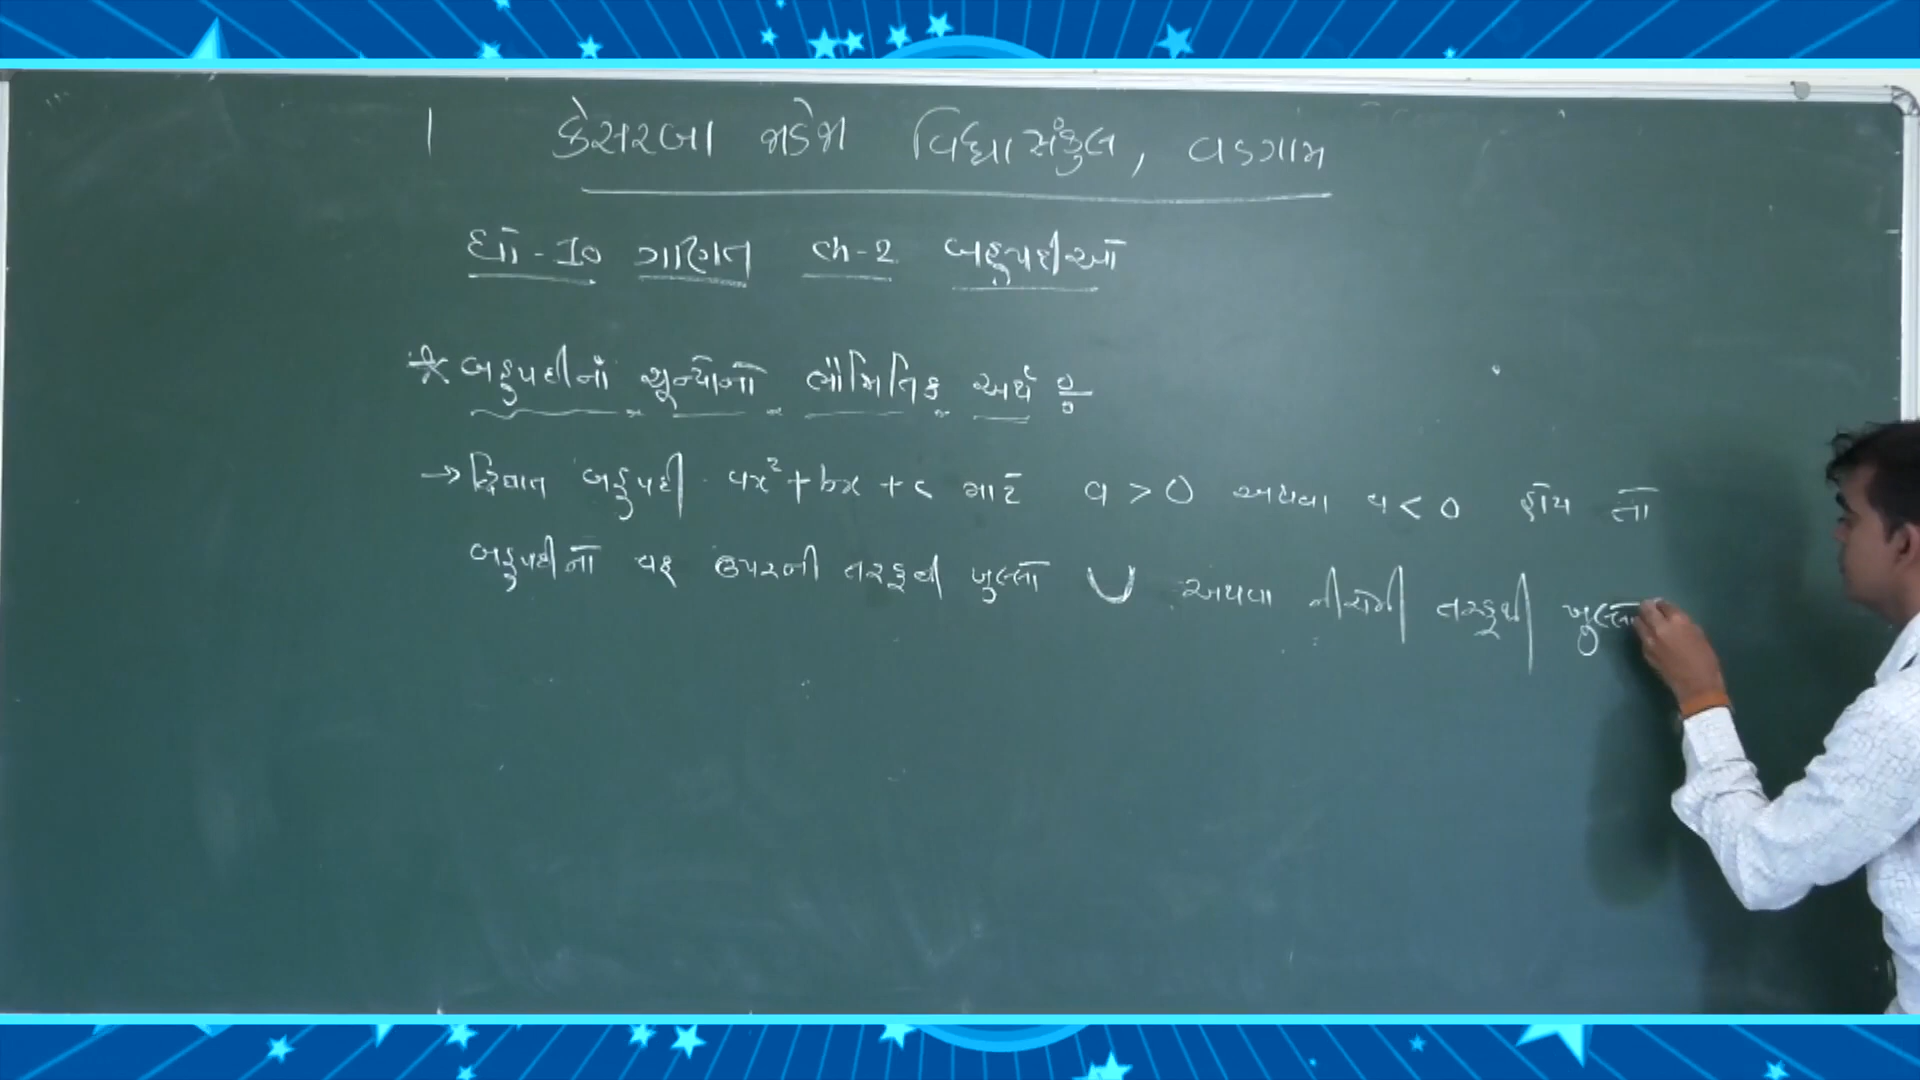 કેસરબા જાડેજા વિદ્યાસંકુલ, વડગામ
ધો-10 ગણિત ch-2 બહુપદીઓ
* બહુપદીનાં શૂન્યોનો ભૌમિતિક અર્થ :
→ દ્વિઘાત બહુપદી ax²+bx+c માટે a > 0 અથવા a < 0 હોય તો
બહુપદીનો વક્ર ઉપરની તરફથી ખુલ્લો ∪ અથવા નીચેની તરફથી ખુલ્લો